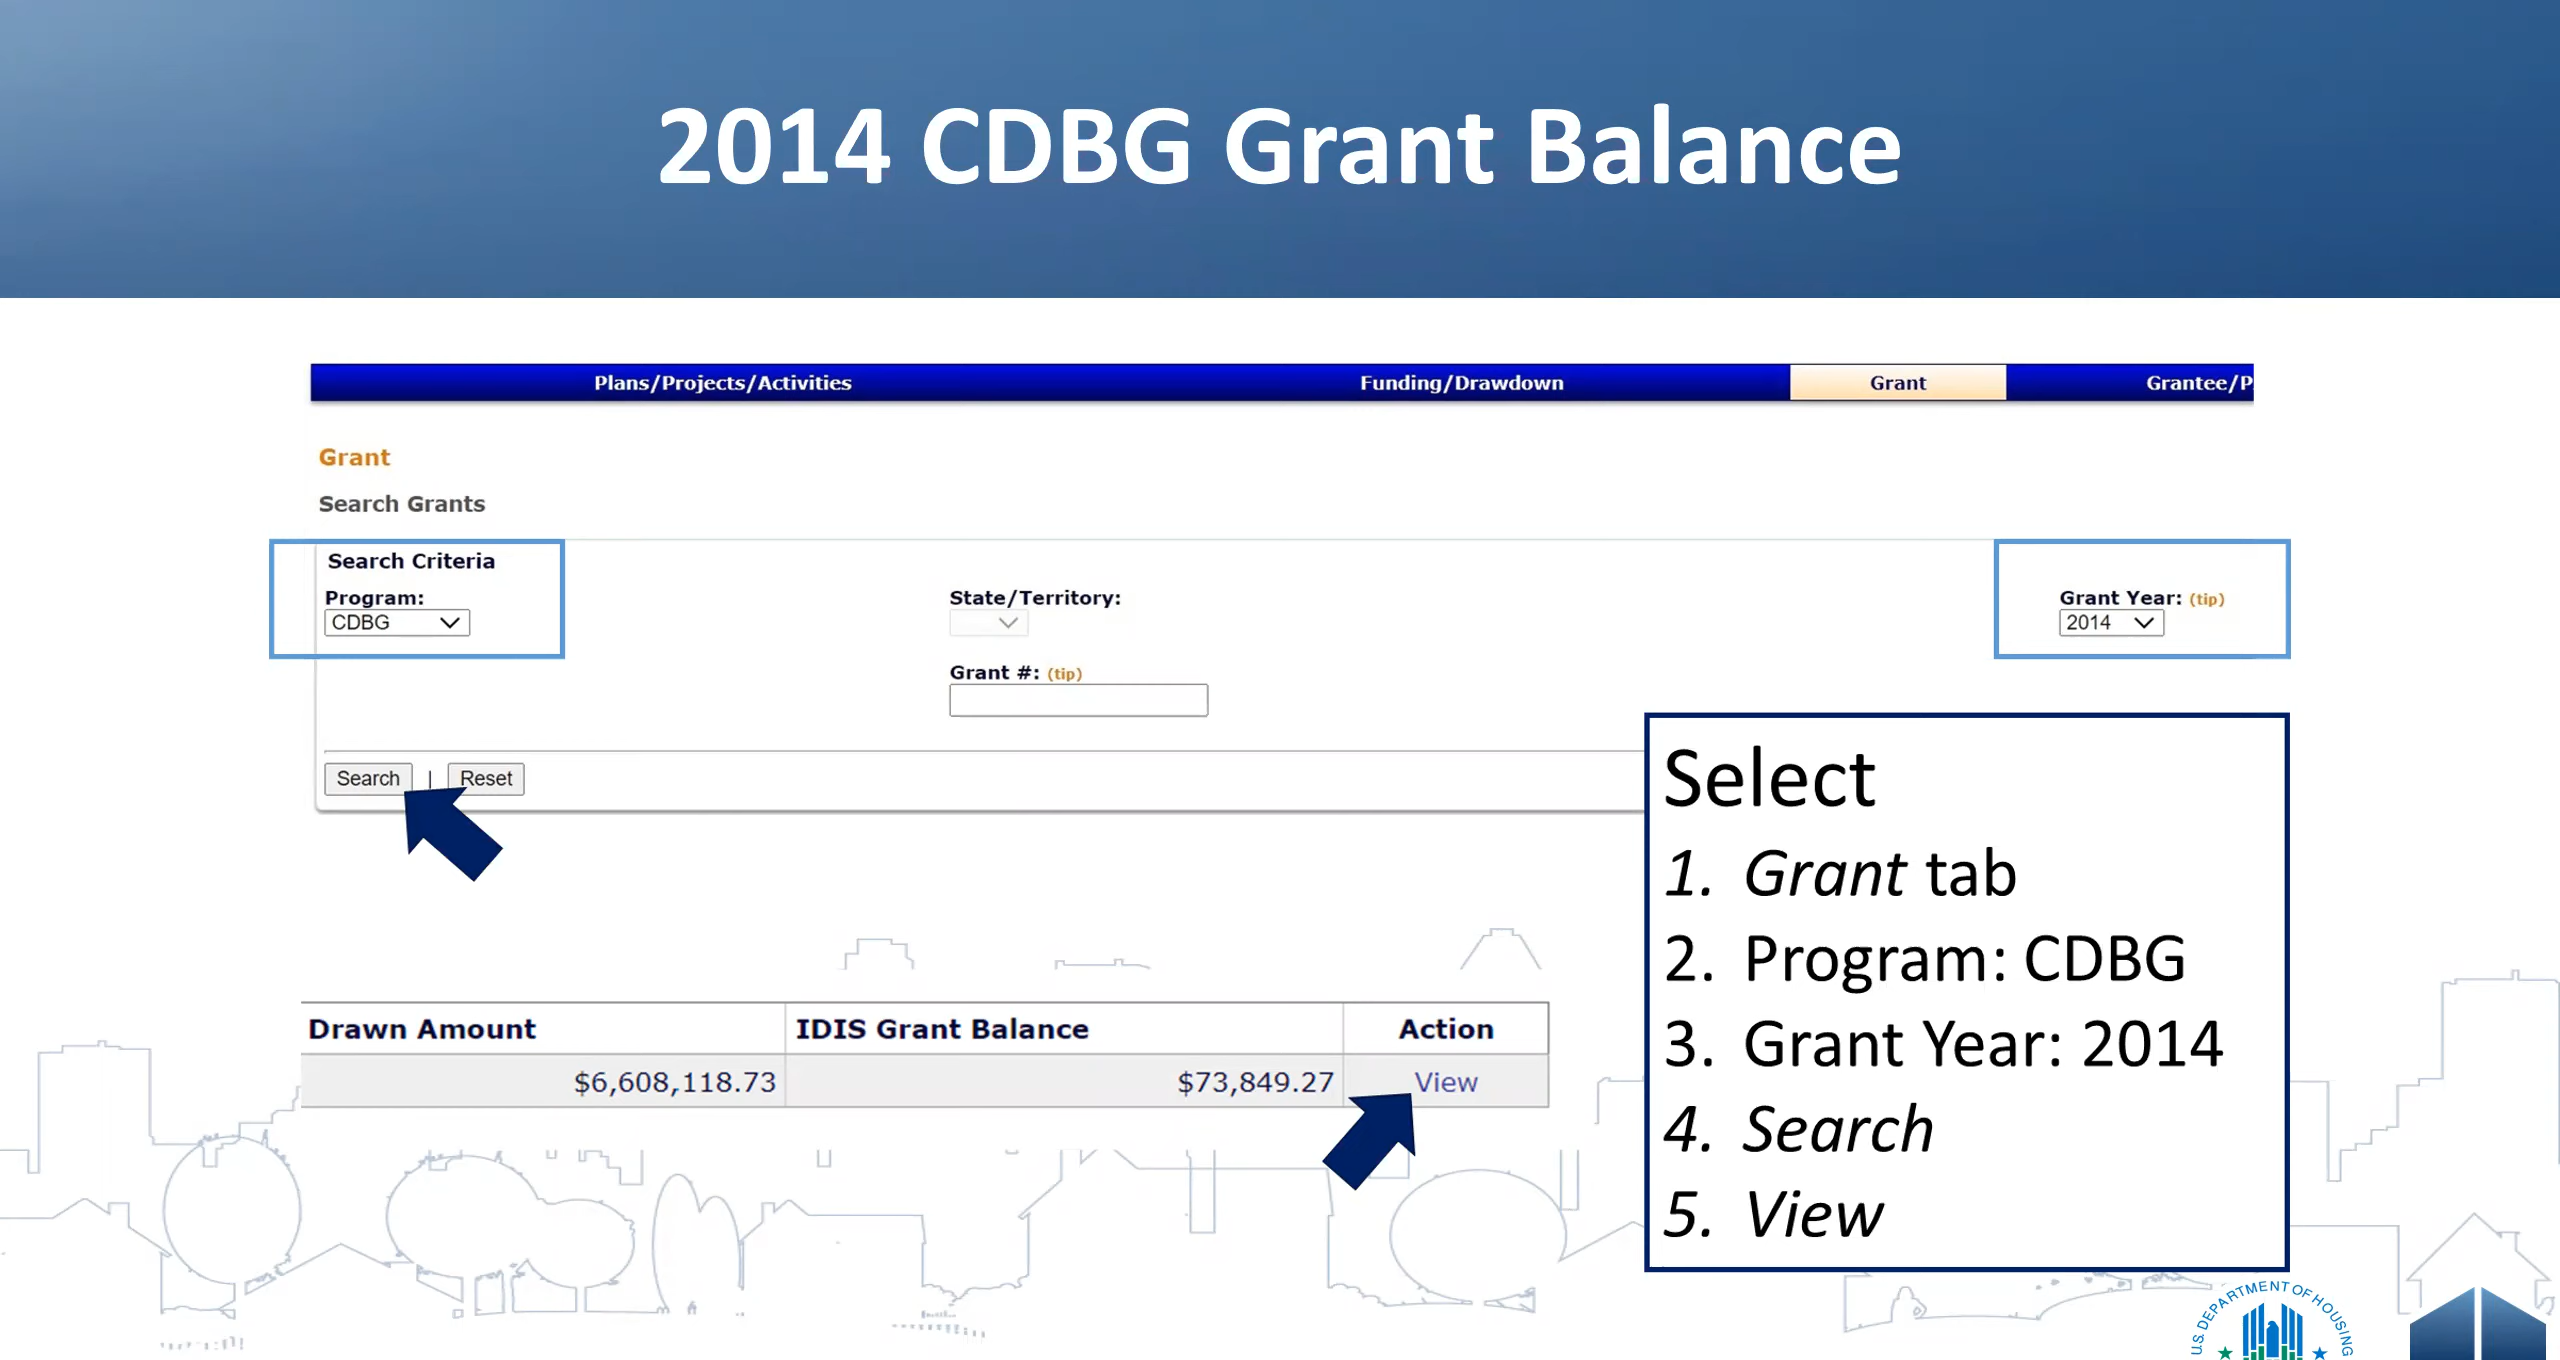 2014 CDBG Grant Balance
Plans/Projects/Activities Funding/Drawdown Grant Grantee/P
Grant
Search Grants
Search Criteria
Program: State/Territory: Grant Year: (tip)
CDBG 2014
Grant #: (tip)
Search | Reset
Select
1. Grant tab
2. Program: CDBG
3. Grant Year: 2014
4. Search
5. View
Drawn Amount IDIS Grant Balance Action
$6,608,118.73 $73,849.27 View
U.S. DEPARTMENT OF HOUSING